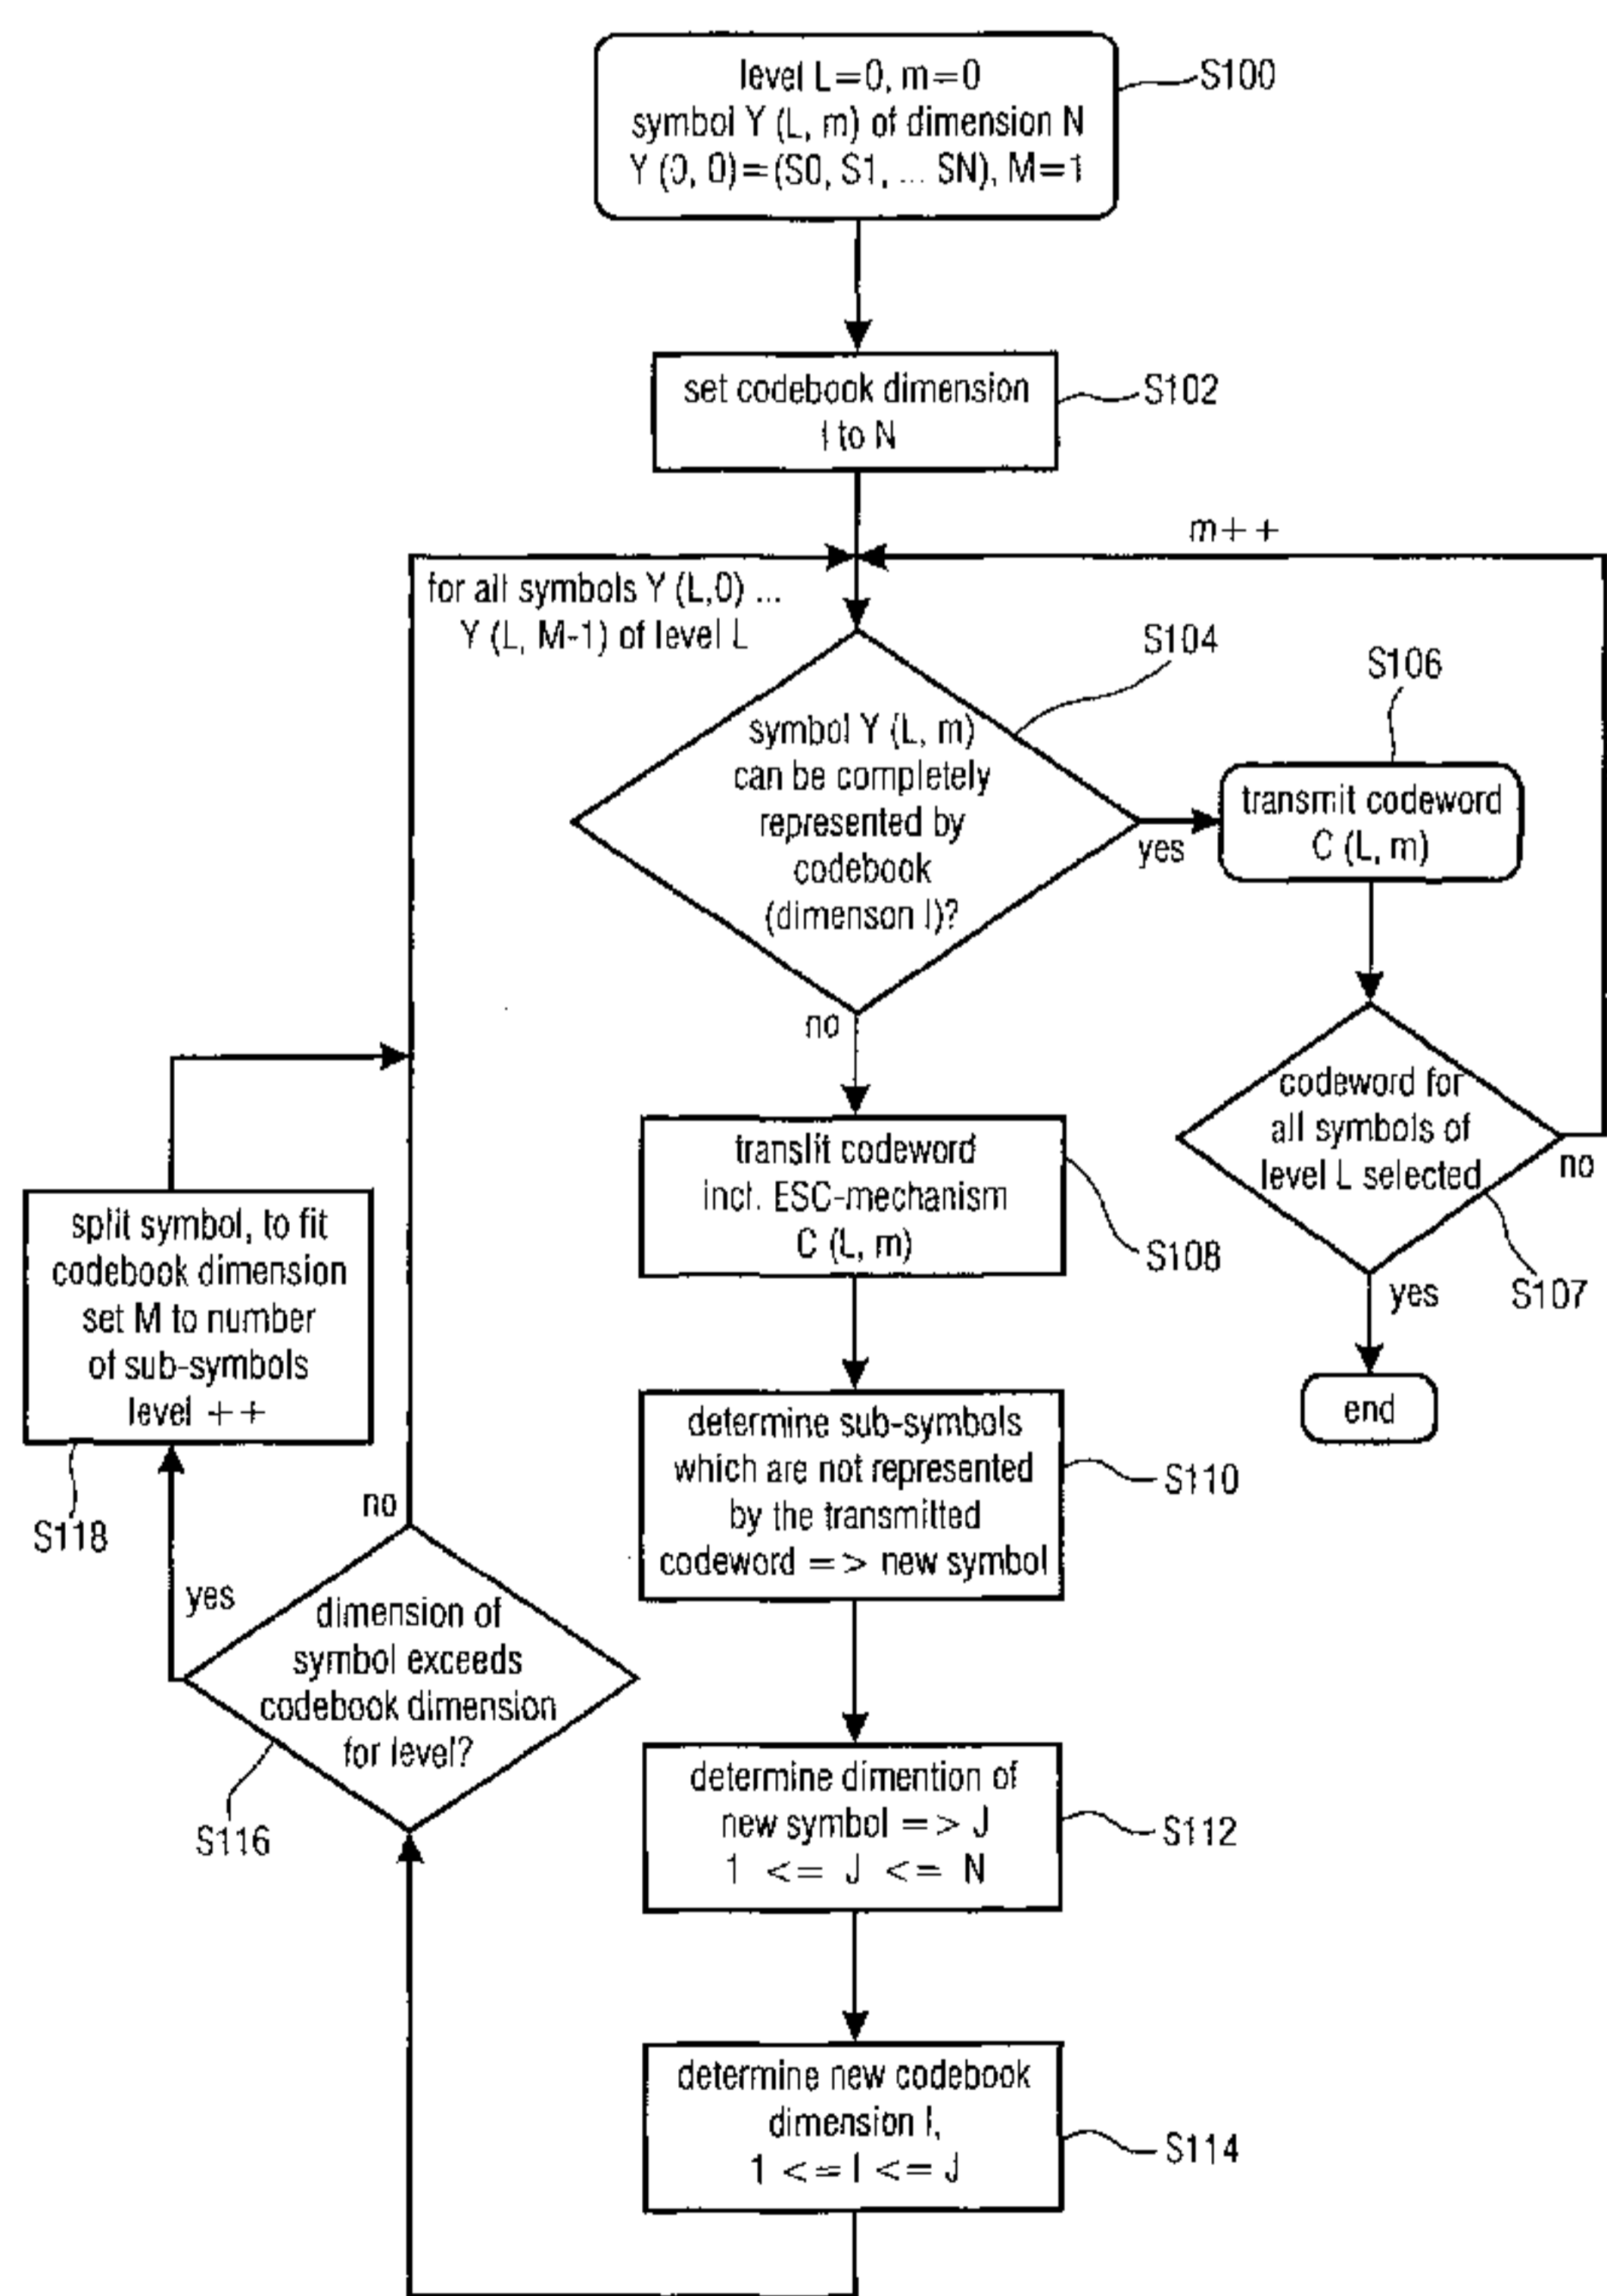 level L=0, m=0
symbol Y (L, m) of dimension N
Y (0, 0)=(S0, S1, ... SN), M=1
S100
set codebook dimension
I to N
S102
m++
for all symbols Y (L,0) ...
Y (L, M-1) of level L
S104
symbol Y (L, m)
can be completely
represented by
codebook
(dimenson I)?
yes
no
S106
transmit codeword
C (L, m)
codeword for
all symbols of
level L selected
no
S107
yes
end
translit codeword
incl. ESC-mechanism
C (L, m)
S108
determine sub-symbols
which are not represented
by the transmitted
codeword => new symbol
S110
determine dimention of
new symbol => J
1 <= J <= N
S112
determine new codebook
dimension I,
1 <= I <= J
S114
dimension of
symbol exceeds
codebook dimension
for level?
S116
no
yes
split symbol, to fit
codebook dimension
set M to number
of sub-symbols
level ++
S118